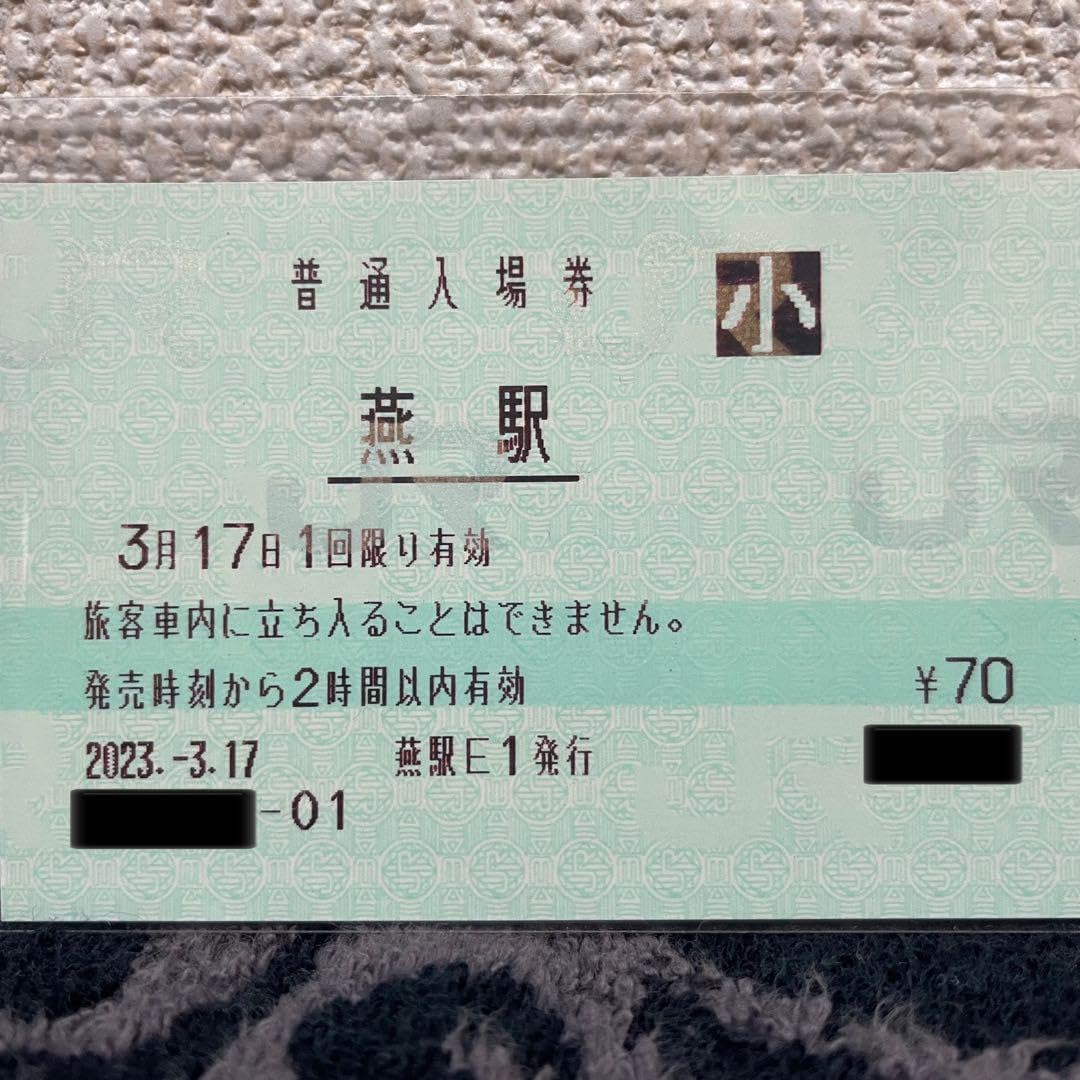 普通入場券 小
燕駅
3月17日1回限り有効
旅客車内に立ち入ることはできません。
発売時刻から2時間以内有効 ¥70
2023.-3.17 燕駅E1発行
-01